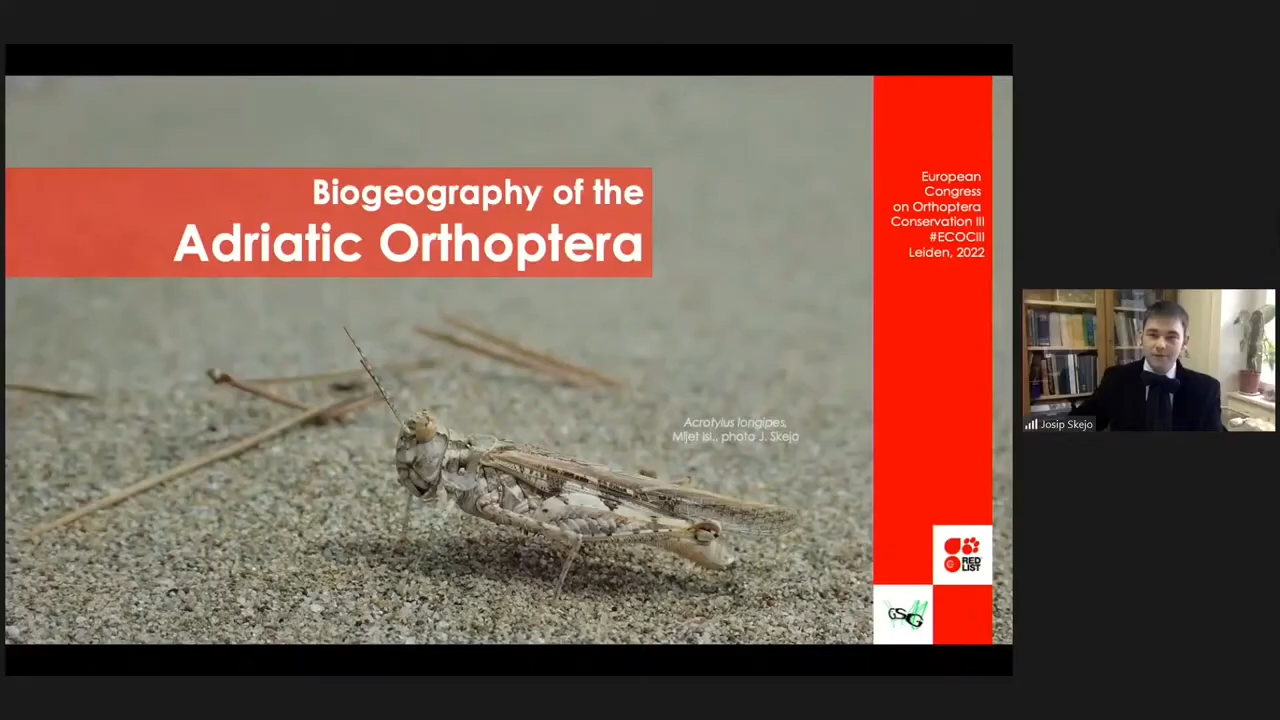 Biogeography of the
Adriatic Orthoptera
European
Congress
on Orthoptera
Conservation III
#ECOCIII
Leiden, 2022
Acrotylus longipes,
Mljet Isl., photo J. Skejo
Josip Skejo
RED
LIST
GSG